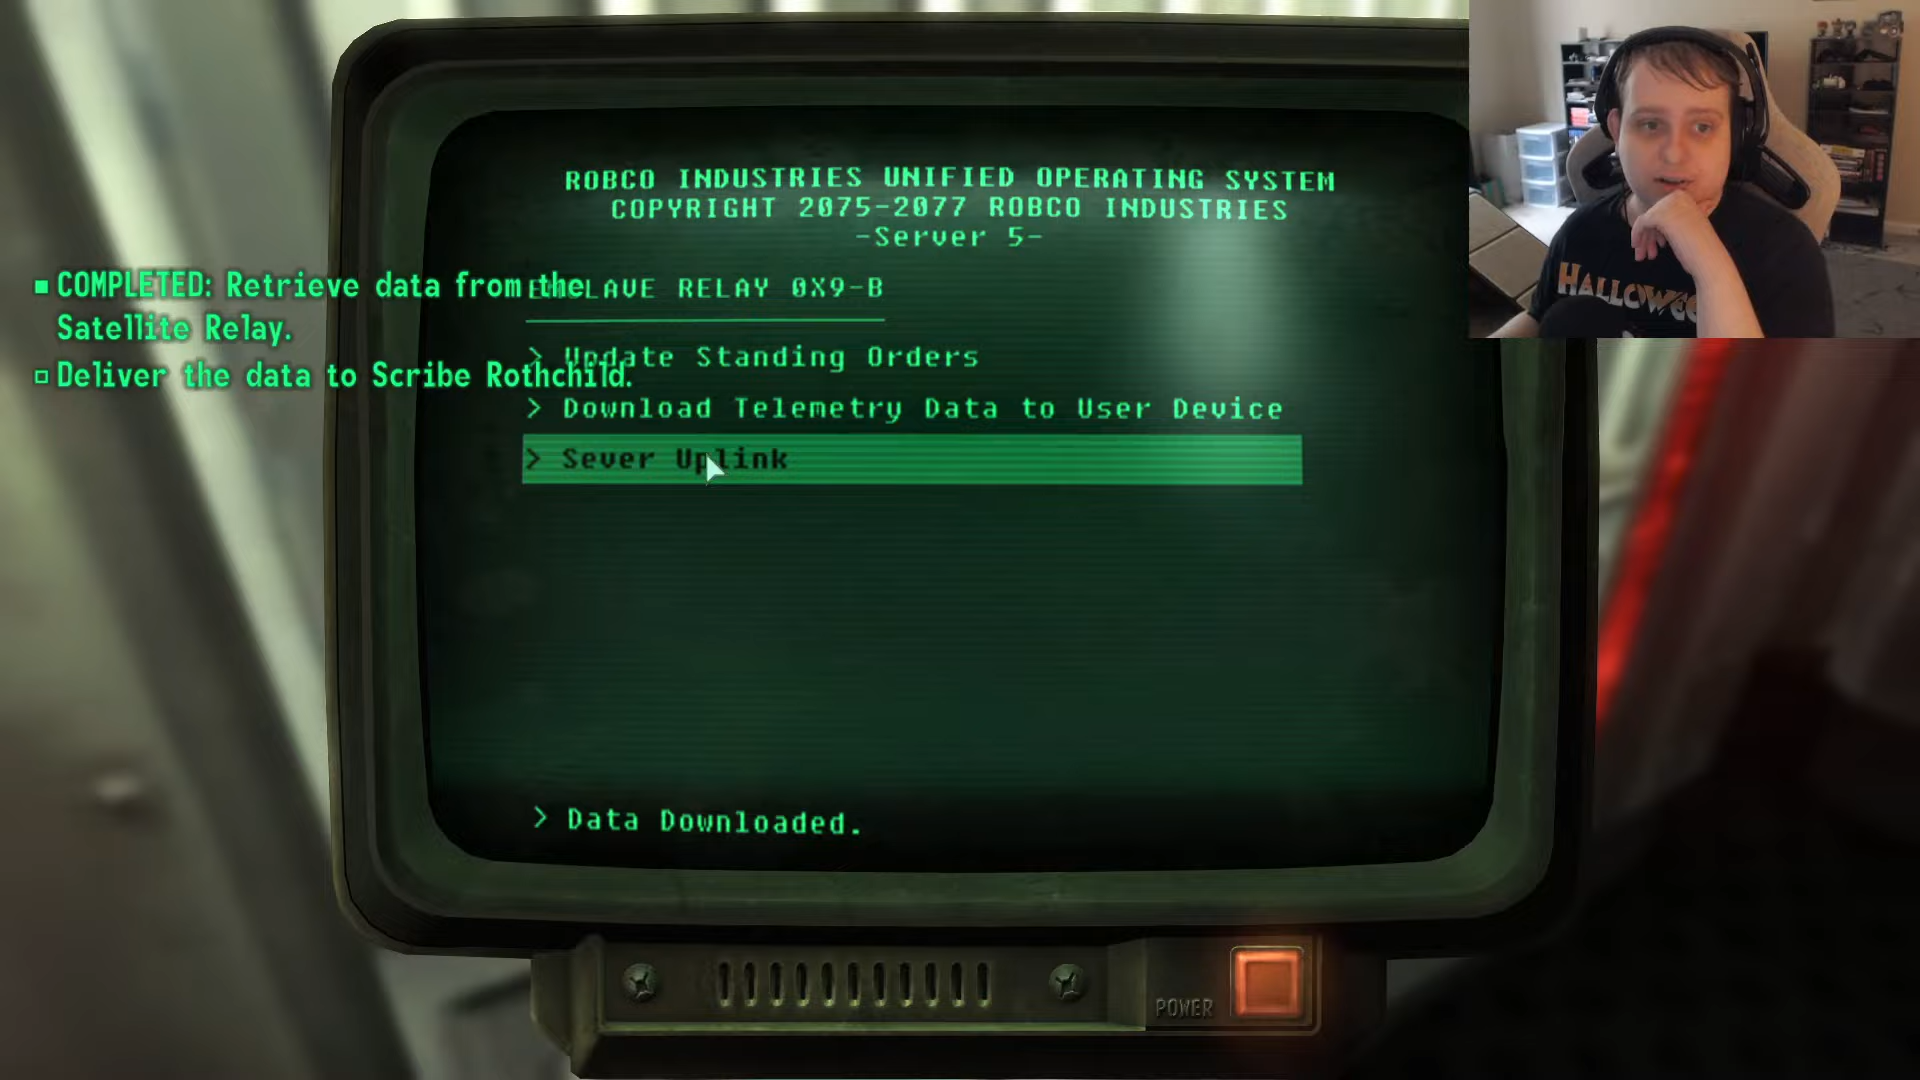 ROBCO INDUSTRIES UNIFIED OPERATING SYSTEM
COPYRIGHT 2075-2077 ROBCO INDUSTRIES
-Server 5-
COMPLETED: Retrieve data from the
Satellite Relay.
Deliver the data to Scribe Rothchild.
ENCLAVE RELAY 0X9-B
> Update Standing Orders
> Download Telemetry Data to User Device
> Sever Uplink
> Data Downloaded.
POWER
HALLOWEE